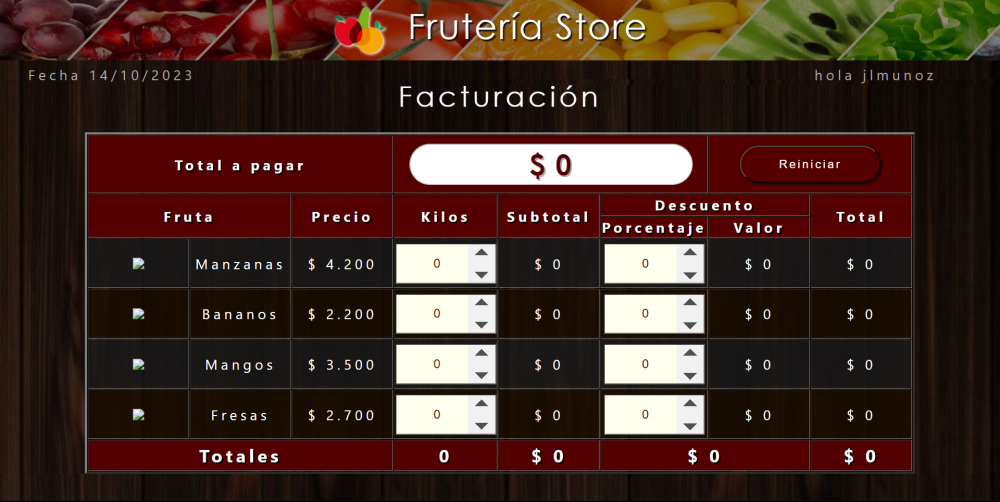 Frutería Store
Fecha 14/10/2023
hola jlmunoz
Facturación
Total a pagar $ 0 Reiniciar
Fruta Precio Kilos Subtotal Descuento Total
Porcentaje Valor
Manzanas $ 4.200 0 $ 0 0 $ 0 $ 0
Bananos $ 2.200 0 $ 0 0 $ 0 $ 0
Mangos $ 3.500 0 $ 0 0 $ 0 $ 0
Fresas $ 2.700 0 $ 0 0 $ 0 $ 0
Totales 0 $ 0 $ 0 $ 0